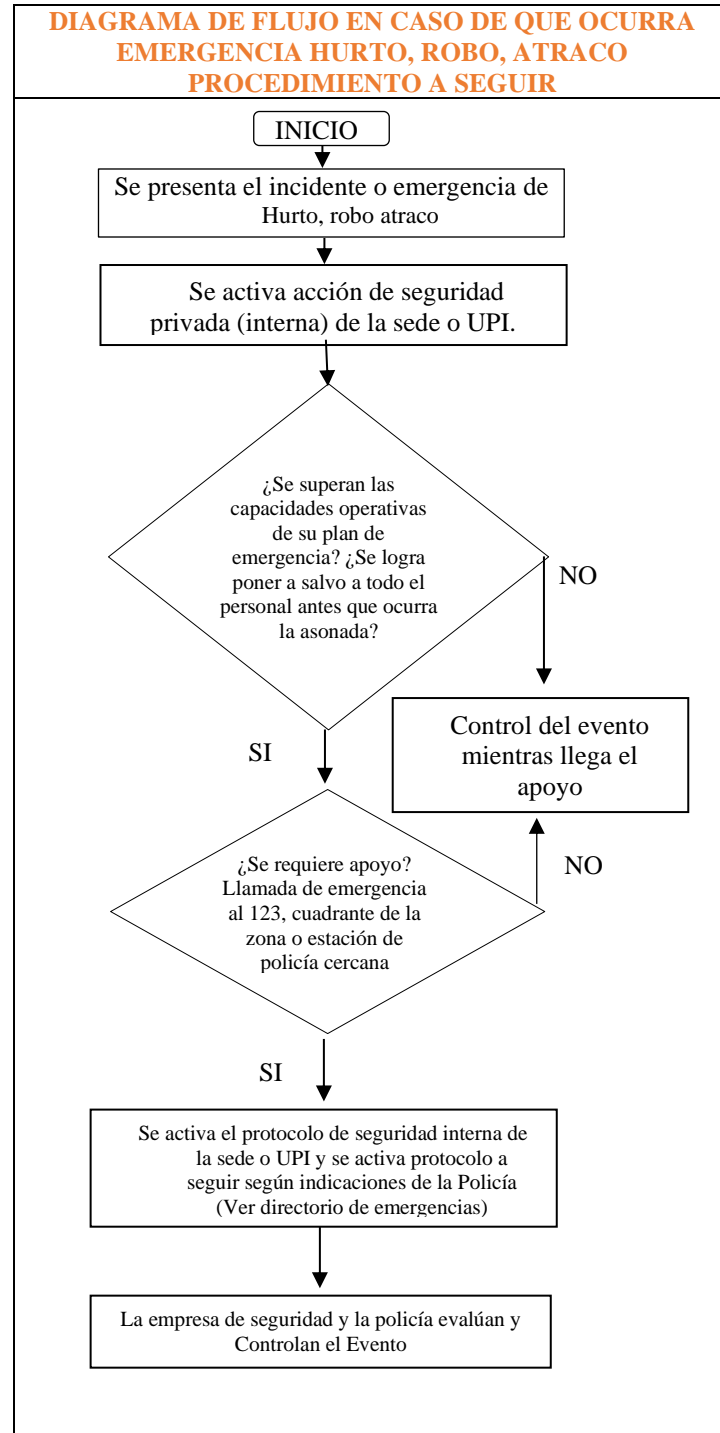 DIAGRAMA DE FLUJO EN CASO DE QUE OCURRA
EMERGENCIA HURTO, ROBO, ATRACO
PROCEDIMIENTO A SEGUIR
INICIO
Se presenta el incidente o emergencia de
Hurto, robo atraco
Se activa acción de seguridad
privada (interna) de la sede o UPI.
¿Se superan las
capacidades operativas
de su plan de
emergencia? ¿Se logra
poner a salvo a todo el
personal antes que ocurra
la asonada?
NO
Control del evento
mientras llega el
apoyo
SI
¿Se requiere apoyo?
Llamada de emergencia
al 123, cuadrante de la
zona o estación de
policía cercana
NO
SI
Se activa el protocolo de seguridad interna de
la sede o UPI y se activa protocolo a
seguir según indicaciones de la Policía
(Ver directorio de emergencias)
La empresa de seguridad y la policía evalúan y
Controlan el Evento